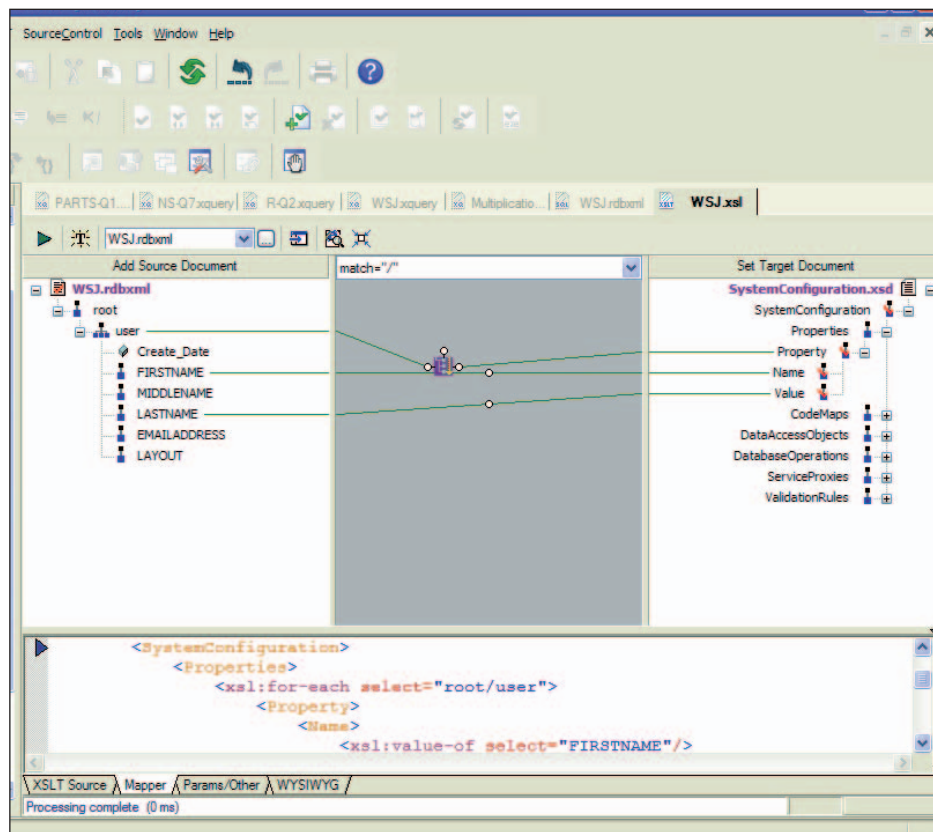 SourceControl Tools Window Help
PARTS-Q1... NS-Q7.xquery R-Q2.xquery WSJ.xquery Multiplicatio... WSJ.rdbxml WSJ.xsl
WSJ.rdbxml ...
Add Source Document
match="/"
Set Target Document
WSJ.rdbxml
root
user
Create_Date
FIRSTNAME
MIDDLENAME
LASTNAME
EMAILADDRESS
LAYOUT
SystemConfiguration.xsd
SystemConfiguration
Properties
Property
Name
Value
CodeMaps
DataAccessObjects
DatabaseOperations
ServiceProxies
ValidationRules
<SystemConfiguration>
<Properties>
<xsl:for-each select="root/user">
<Property>
<Name>
<xsl:value-of select="FIRSTNAME"/>
XSLT Source Mapper Params/Other WYSIWYG
Processing complete (0 ms)